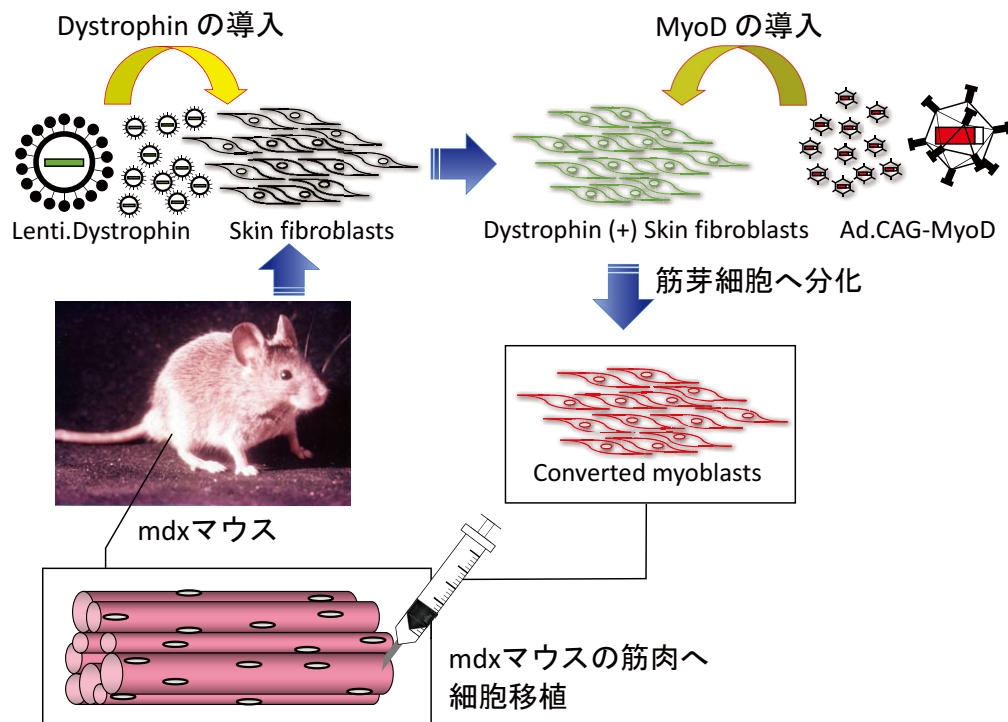 Dystrophin の導入
MyoD の導入
Lenti.Dystrophin
Skin fibroblasts
Dystrophin (+) Skin fibroblasts
Ad.CAG-MyoD
筋芽細胞へ分化
Converted myoblasts
mdxマウス
mdxマウスの筋肉へ
細胞移植